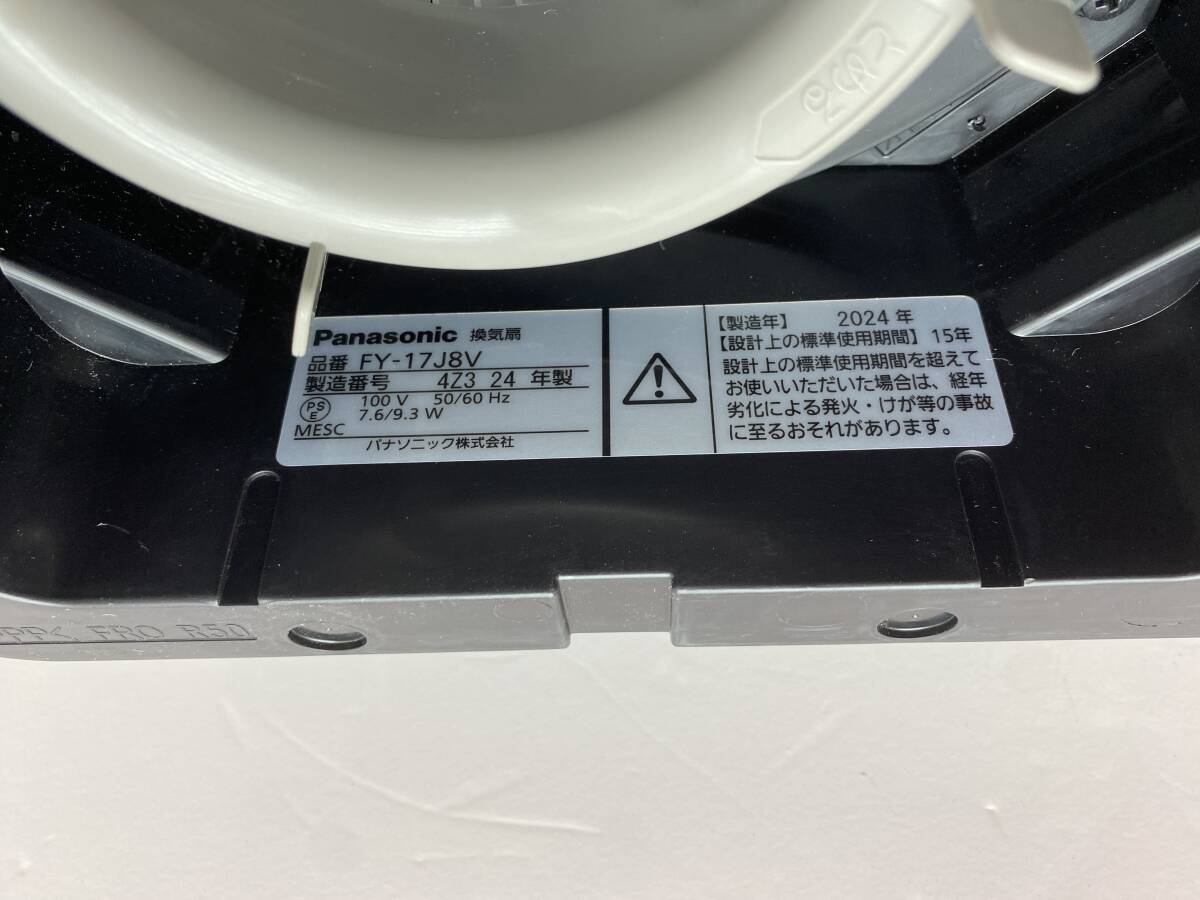 Panasonic 換気扇
品番 FY-17J8V
製造番号 4Z3 24 年製
PSE 100 V 50/60 Hz
7.6/9.3 W
MESC
パナソニック株式会社
【製造年】 2024 年
【設計上の標準使用期間】 15年
設計上の標準使用期間を超えて
お使いいただいた場合は、経年
劣化による発火・けが等の事故
に至るおそれがあります。
PP< FRO R50